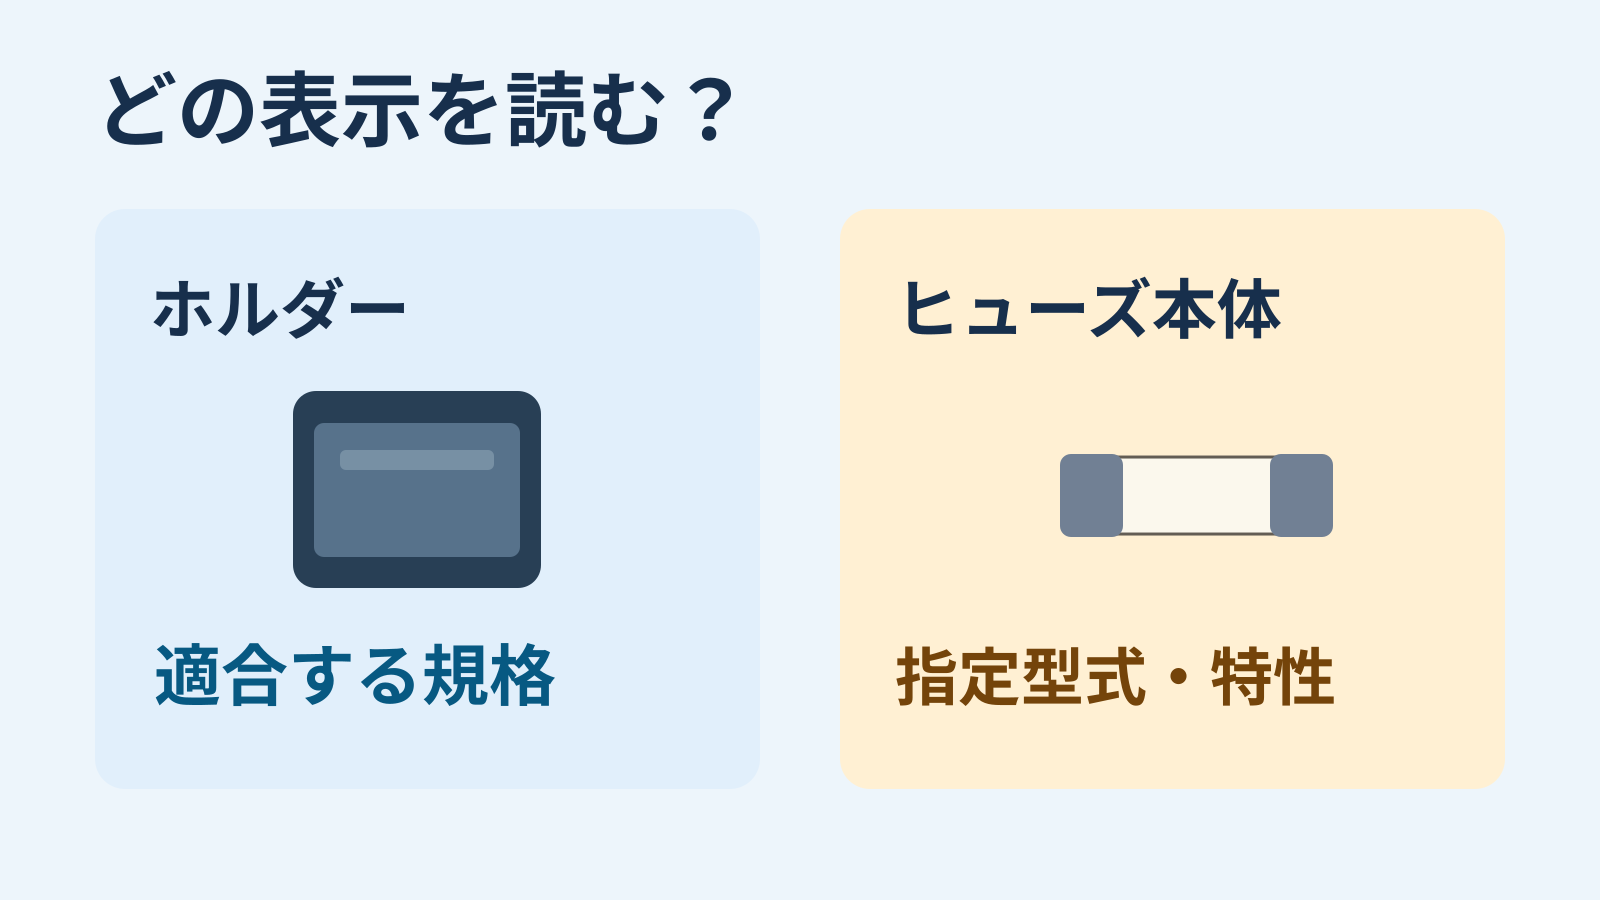 どの表示を読む？
ホルダー
適合する規格
ヒューズ本体
指定型式・特性